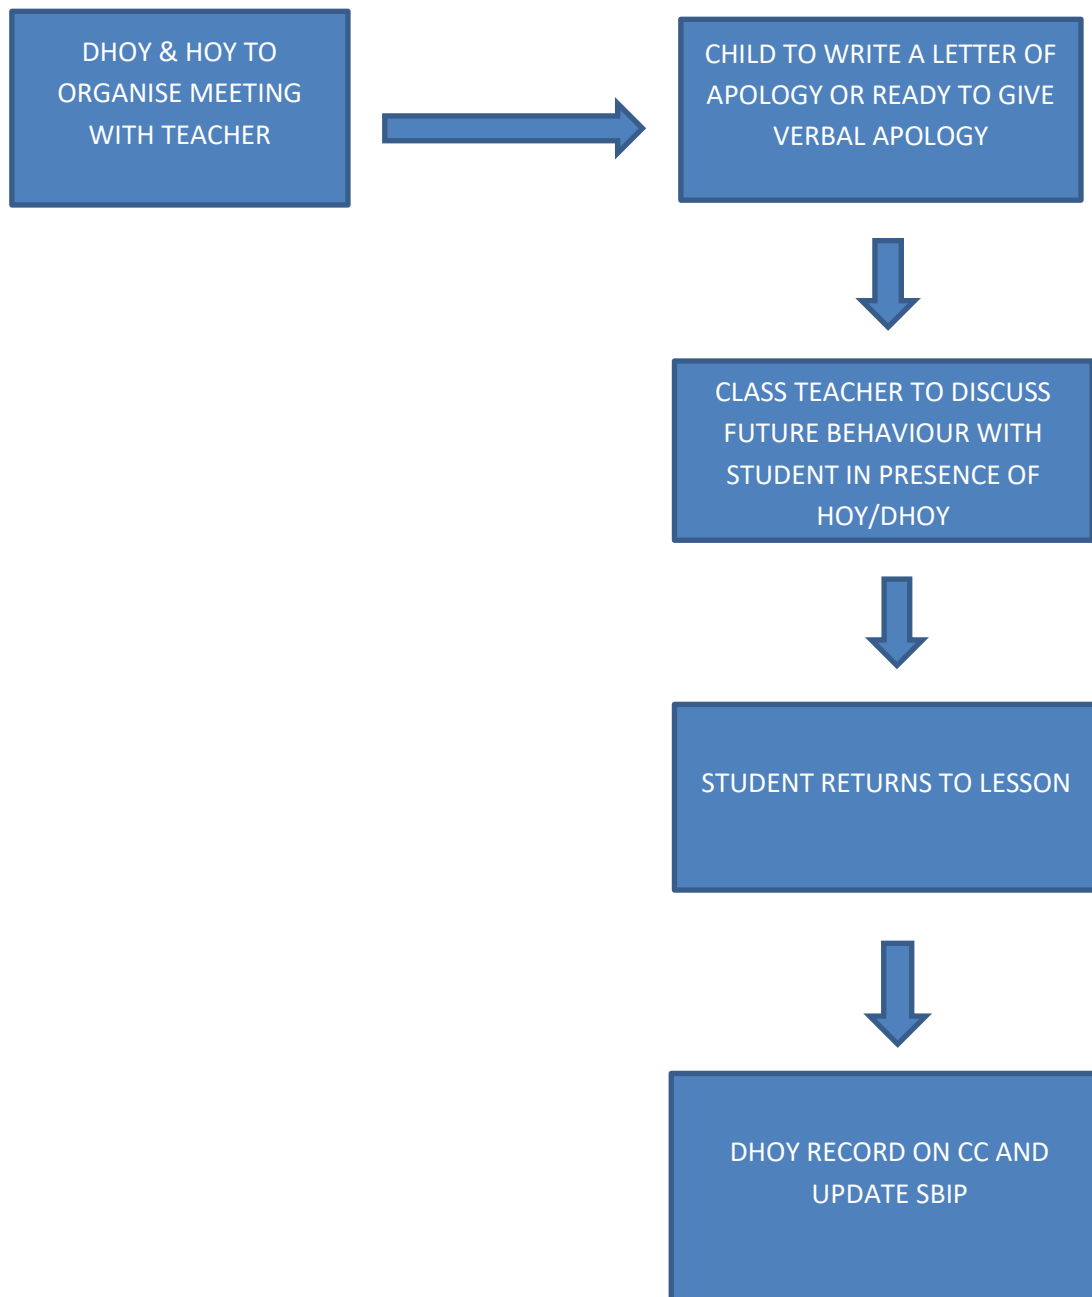 DHOY & HOY TO
ORGANISE MEETING
WITH TEACHER
CHILD TO WRITE A LETTER OF
APOLOGY OR READY TO GIVE
VERBAL APOLOGY
CLASS TEACHER TO DISCUSS
FUTURE BEHAVIOUR WITH
STUDENT IN PRESENCE OF
HOY/DHOY
STUDENT RETURNS TO LESSON
DHOY RECORD ON CC AND
UPDATE SBIP